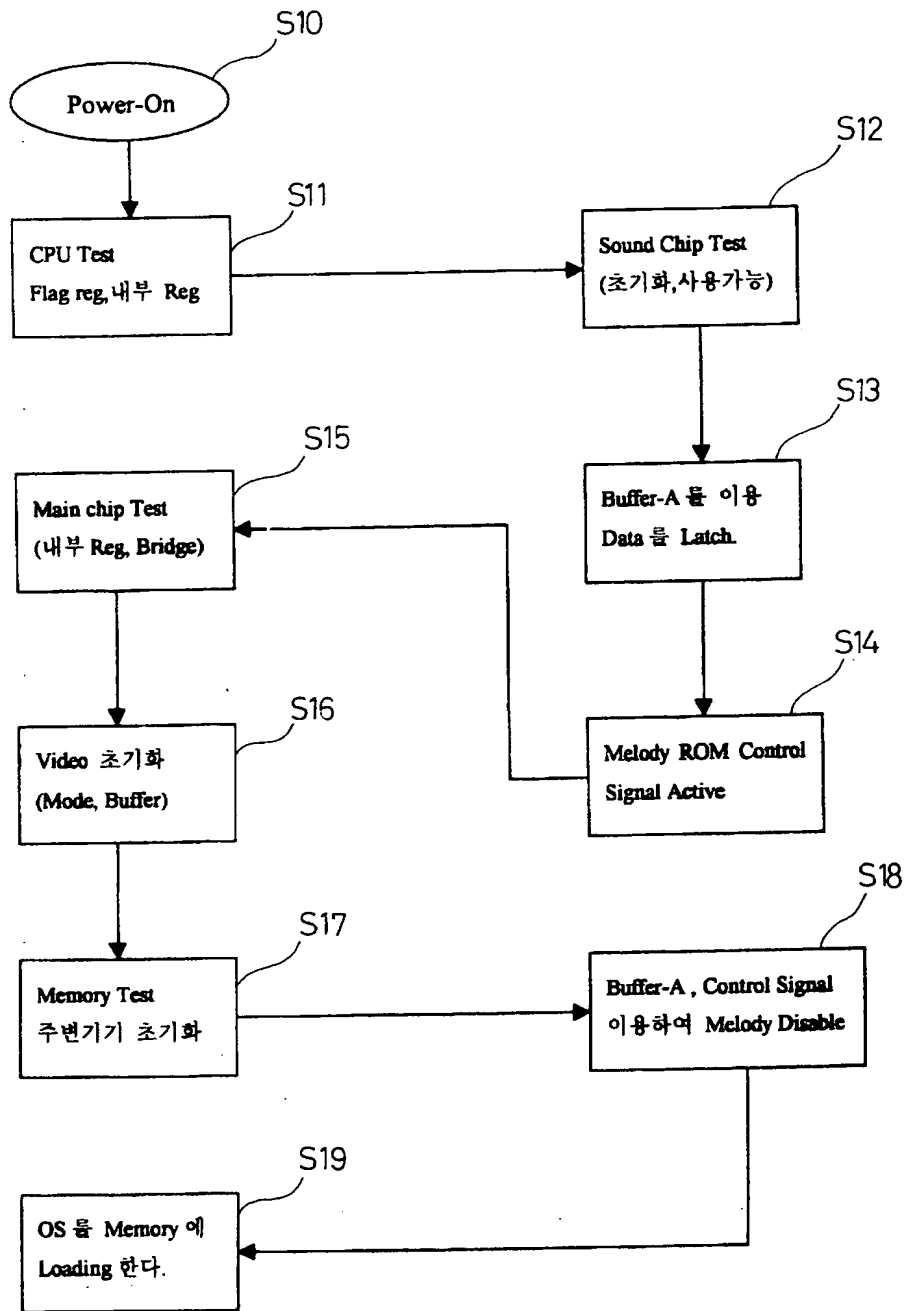 S10
Power-On
S11
CPU Test
Flag reg,내부 Reg
S12
Sound Chip Test
(초기화,사용가능)
S13
Buffer-A 를 이용
Data 를 Latch.
S14
Melody ROM Control
Signal Active
S15
Main chip Test
(내부 Reg, Bridge)
S16
Video 초기화
(Mode, Buffer)
S17
Memory Test
주변기기 초기화
S18
Buffer-A , Control Signal
이용하여 Melody Disable
S19
OS 를 Memory 에
Loading 한다.